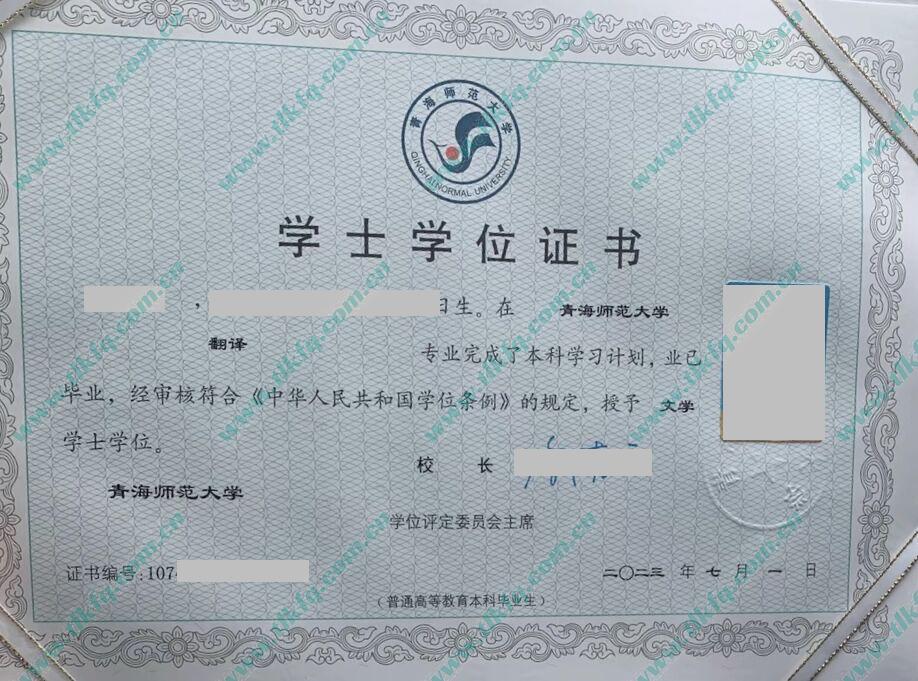 青海师范大学
QINGHAI NORMAL UNIVERSITY
学士学位证书
，日生。在 青海师范大学
翻译 专业完成了本科学习计划，业已
毕业，经审核符合《中华人民共和国学位条例》的规定，授予 文学
学士学位。
校 长
青海师范大学
学位评定委员会主席
证书编号:107
二〇二三 年 七 月 一 日
（普通高等教育本科毕业生）